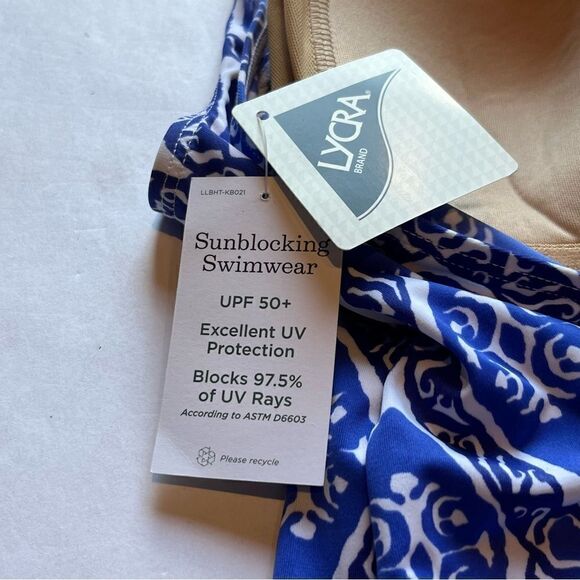 LYCRA®
BRAND
LLBHT-KB021
Sunblocking
Swimwear
UPF 50+
Excellent UV
Protection
Blocks 97.5%
of UV Rays
According to ASTM D6603
Please recycle